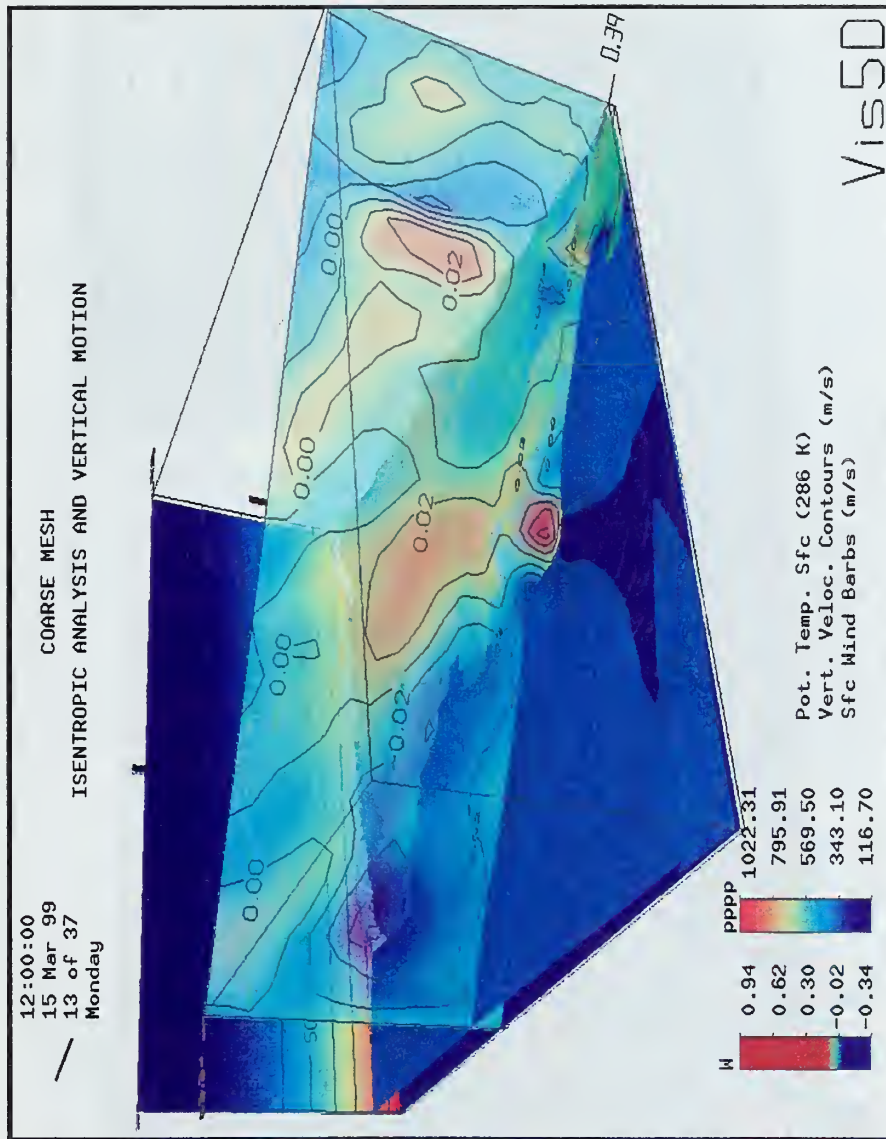 12:00:00
15 Mar 99
13 of 37
Monday
COARSE MESH
ISENTROPIC ANALYSIS AND VERTICAL MOTION
0.39
0.00
0.02
0.00
0.02
0.00
-0.02
0.00
50
W
0.94
0.62
0.30
-0.02
-0.34
PPPP
1022.31
795.91
569.50
343.10
116.70
Pot. Temp. Sfc (286 K)
Vert. Veloc. Contours (m/s)
Sfc Wind Barbs (m/s)
Vis5D